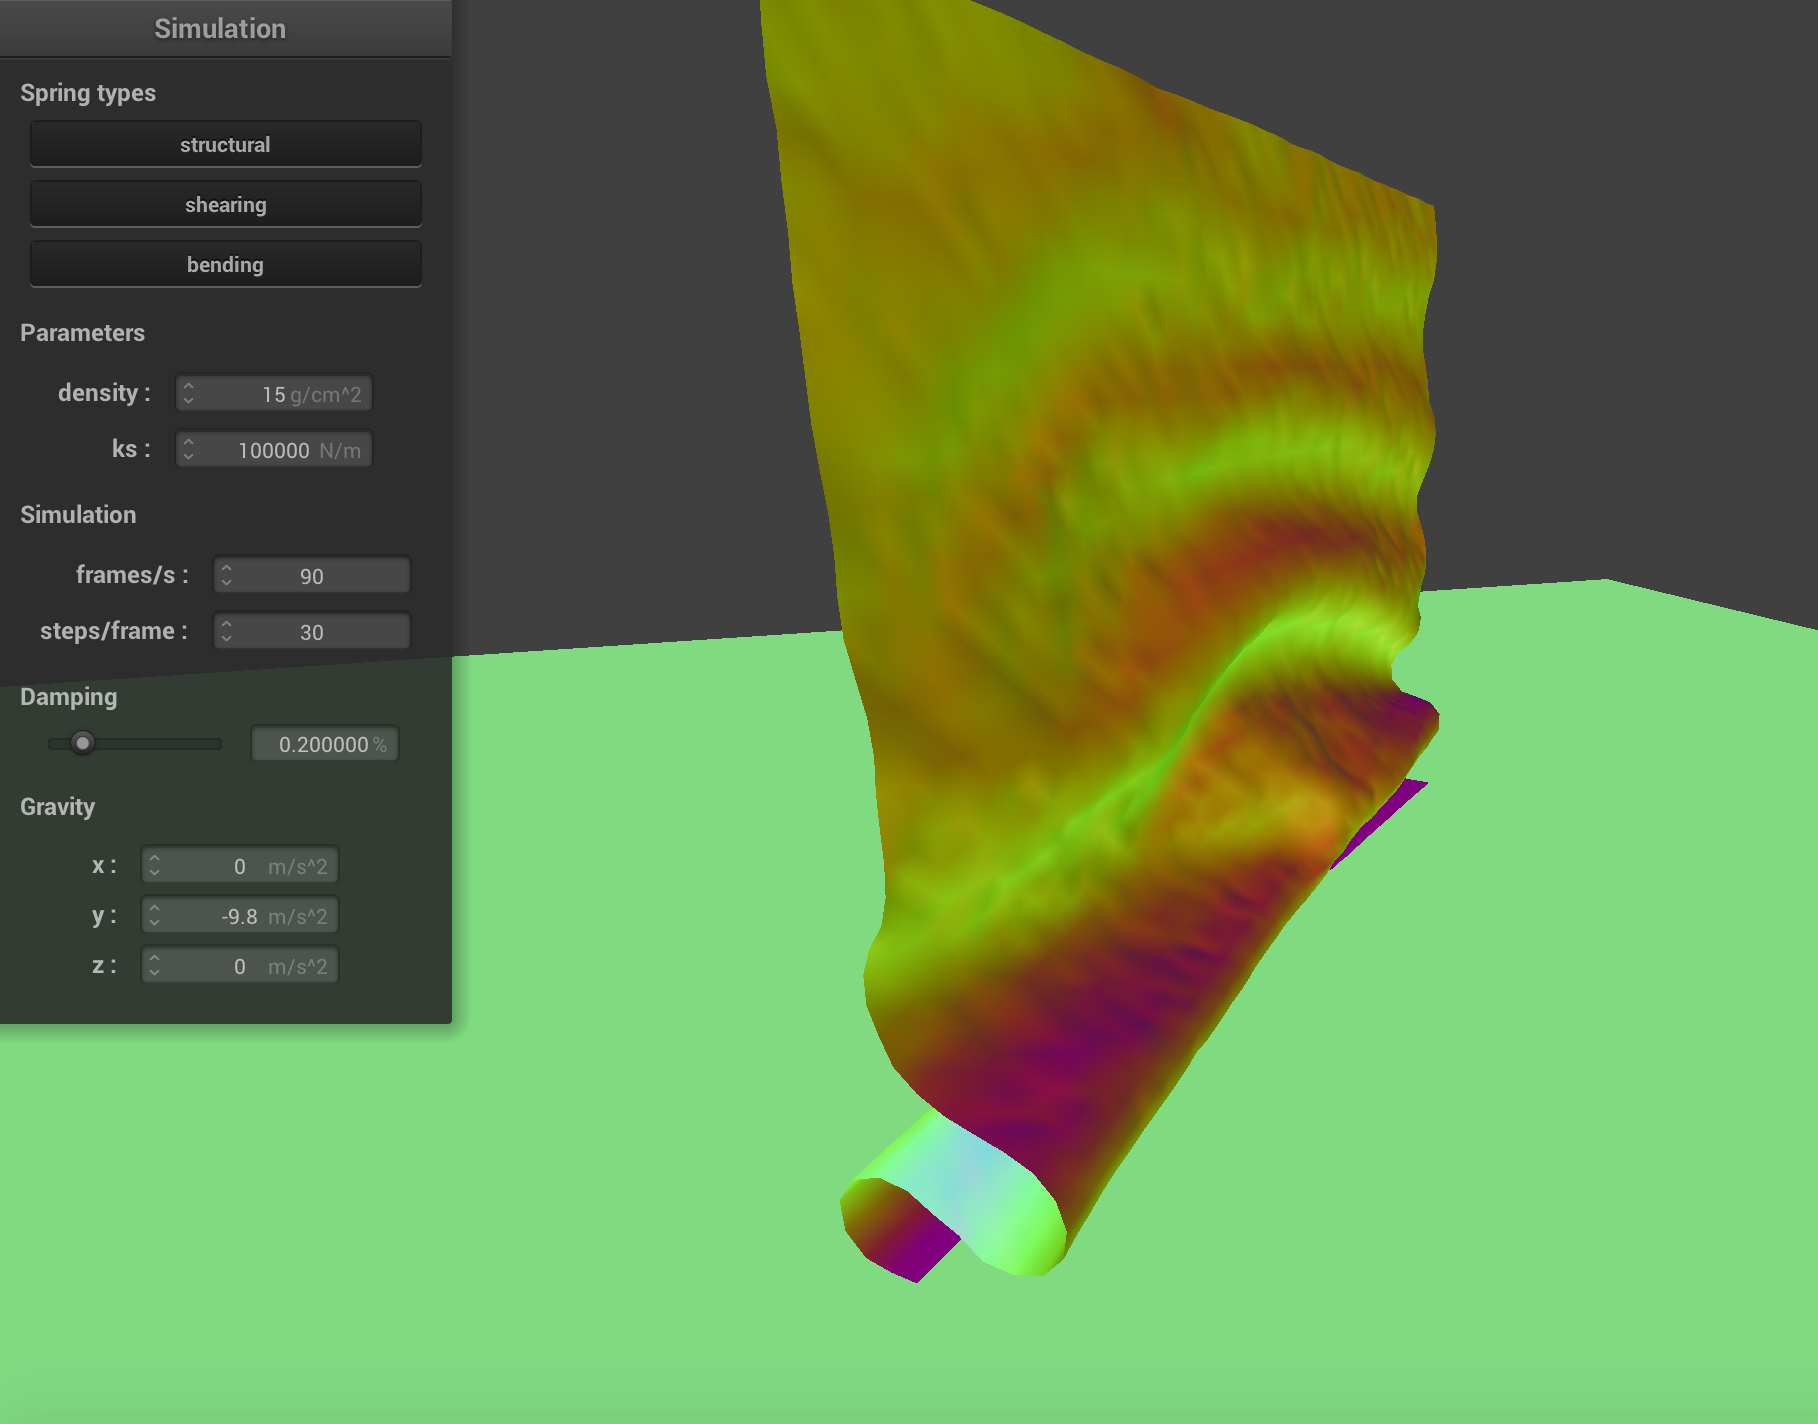 Simulation
Spring types
structural
shearing
bending
Parameters
density : 15 g/cm^2
ks : 100000 N/m
Simulation
frames/s : 90
steps/frame : 30
Damping
0.200000 %
Gravity
x : 0 m/s^2
y : -9.8 m/s^2
z : 0 m/s^2